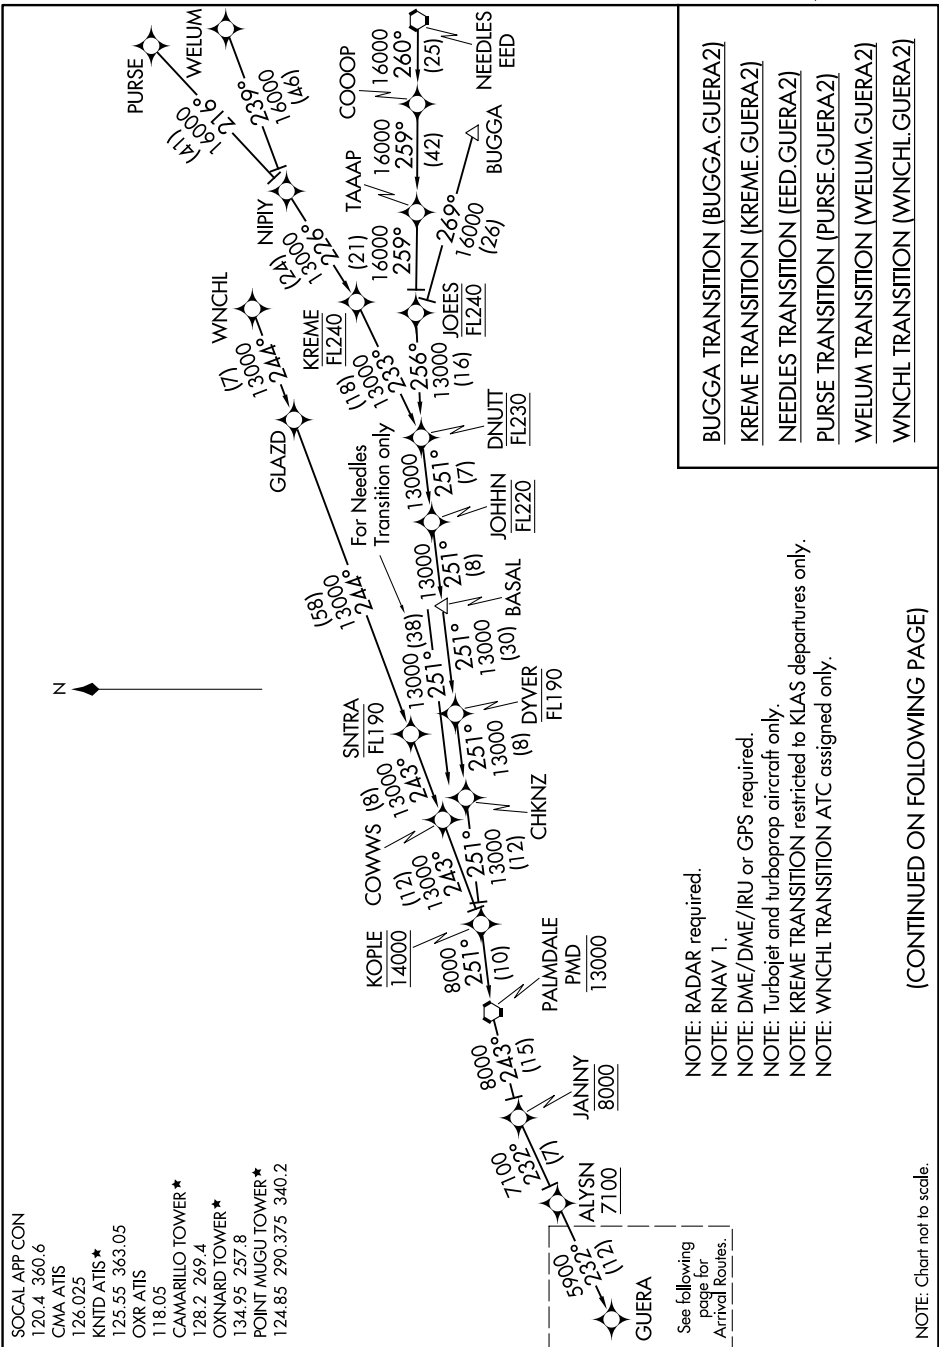 SOCAL APP CON
120.4 360.6
CMA ATIS
126.025
KNTD ATIS★
125.55 363.05
OXR ATIS
118.05
CAMARILLO TOWER★
128.2 269.4
OXNARD TOWER★
134.95 257.8
POINT MUGU TOWER★
124.85 290.375 340.2
N
PURSE
WELUM
216°
16000
(41)
239°
16000
(46)
NIPIY
226°
13000
(24)
KREME
FL240
233°
13000
(18)
WNCHL
(7)
13000
244°
GLAZD
(58)
13000
244°
SNTRA
FL190
(8)
13000
243°
COWWS
(12)
13000
243°
NEEDLES
EED
16000
260°
(25)
COOOP
16000
259°
(42)
TAAAP
(21)
16000
259°
BUGGA
269°
16000
(26)
JOEES
FL240
256°
13000
(16)
DNUTT
FL230
13000
251°
(7)
JOHHN
FL220
13000
251°
(8)
BASAL
For Needles
Transition only
13000 (38)
251°
251°
13000
(30)
DYVER
FL190
251°
13000
(8)
CHKNZ
251°
13000
(12)
KOPLE
14000
8000
251°
(10)
PALMDALE
PMD
13000
8000
243°
(15)
JANNY
8000
7100
232°
(7)
ALYSN
7100
5900
232°
(12)
GUERA
See following
page for
Arrival Routes.
BUGGA TRANSITION (BUGGA.GUERA2)
KREME TRANSITION (KREME.GUERA2)
NEEDLES TRANSITION (EED.GUERA2)
PURSE TRANSITION (PURSE.GUERA2)
WELUM TRANSITION (WELUM.GUERA2)
WNCHL TRANSITION (WNCHL.GUERA2)
NOTE: RADAR required.
NOTE: RNAV 1.
NOTE: DME/DME/IRU or GPS required.
NOTE: Turbojet and turboprop aircraft only.
NOTE: KREME TRANSITION restricted to KLAS departures only.
NOTE: WNCHL TRANSITION ATC assigned only.
(CONTINUED ON FOLLOWING PAGE)
NOTE: Chart not to scale.